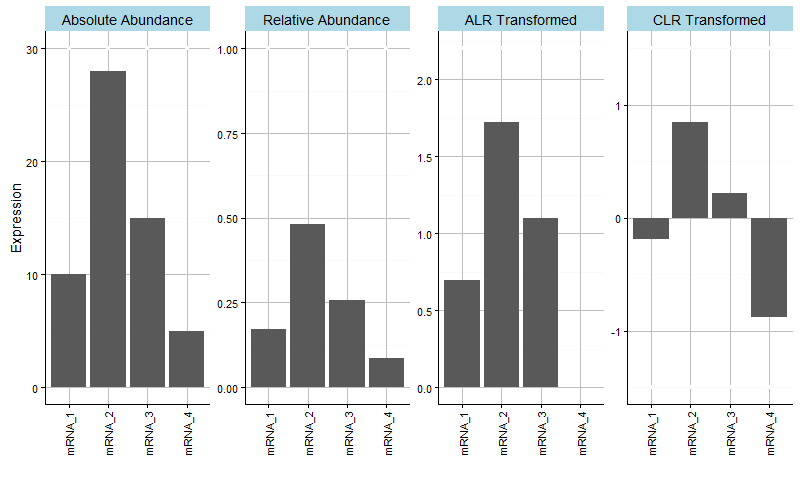 Absolute Abundance
Relative Abundance
ALR Transformed
CLR Transformed
Expression
30
20
10
0
mRNA_1
mRNA_2
mRNA_3
mRNA_4
1.00
0.75
0.50
0.25
0.00
mRNA_1
mRNA_2
mRNA_3
mRNA_4
2.0
1.5
1.0
0.5
0.0
mRNA_1
mRNA_2
mRNA_3
mRNA_4
1
0
-1
mRNA_1
mRNA_2
mRNA_3
mRNA_4